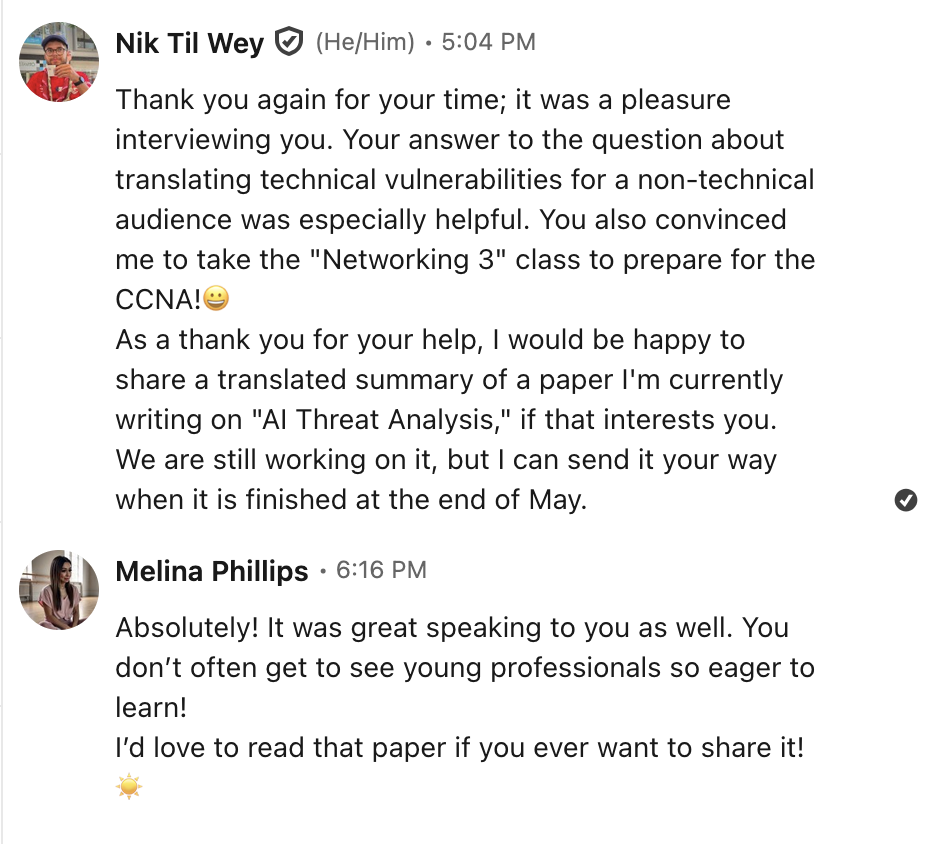 Nik Til Wey (He/Him) • 5:04 PM
Thank you again for your time; it was a pleasure
interviewing you. Your answer to the question about
translating technical vulnerabilities for a non-technical
audience was especially helpful. You also convinced
me to take the "Networking 3" class to prepare for the
CCNA!😀
As a thank you for your help, I would be happy to
share a translated summary of a paper I'm currently
writing on "AI Threat Analysis," if that interests you.
We are still working on it, but I can send it your way
when it is finished at the end of May.
Melina Phillips • 6:16 PM
Absolutely! It was great speaking to you as well. You
don’t often get to see young professionals so eager to
learn!
I’d love to read that paper if you ever want to share it!
☀️